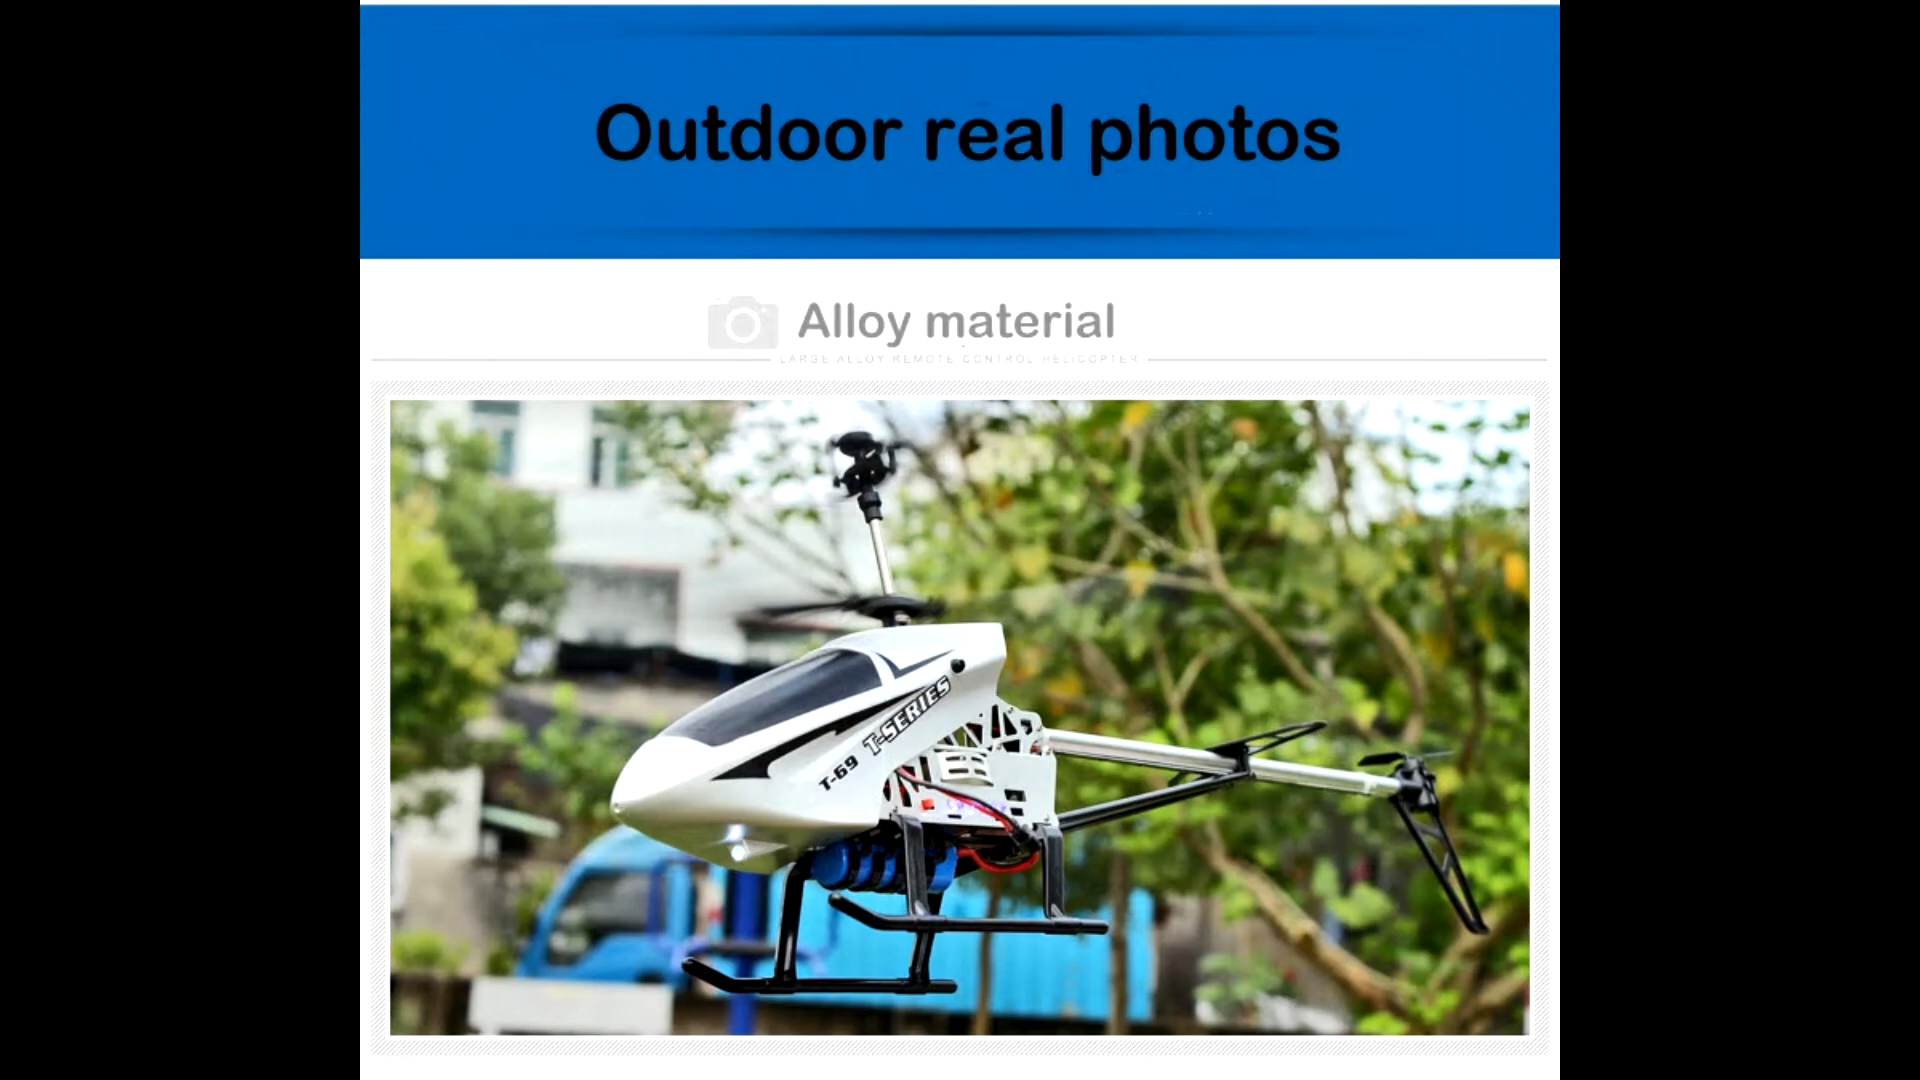 Outdoor real photos
Alloy material
LARGE ALLOY REMOTE CONTROL HELICOPTER
T-SERIES
T-69